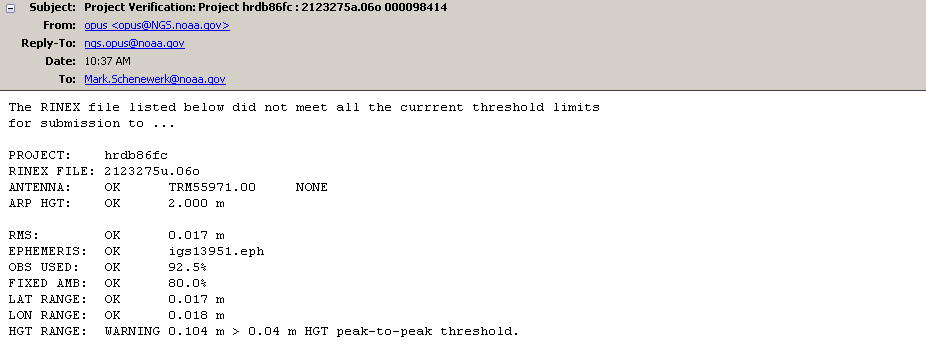 Subject: Project Verification: Project hrdb86fc : 2123275a.06o 000098414
From: opus <opus@NGS.noaa.gov>
Reply-To: ngs.opus@noaa.gov
Date: 10:37 AM
To: Mark.Schenewerk@noaa.gov
The RINEX file listed below did not meet all the currrent threshold limits
for submission to ...
PROJECT: hrdb86fc
RINEX FILE: 2123275u.06o
ANTENNA: OK TRM55971.00 NONE
ARP HGT: OK 2.000 m
RMS: OK 0.017 m
EPHEMERIS: OK igs13951.eph
OBS USED: OK 92.5%
FIXED AMB: OK 80.0%
LAT RANGE: OK 0.017 m
LON RANGE: OK 0.018 m
HGT RANGE: WARNING 0.104 m > 0.04 m HGT peak-to-peak threshold.